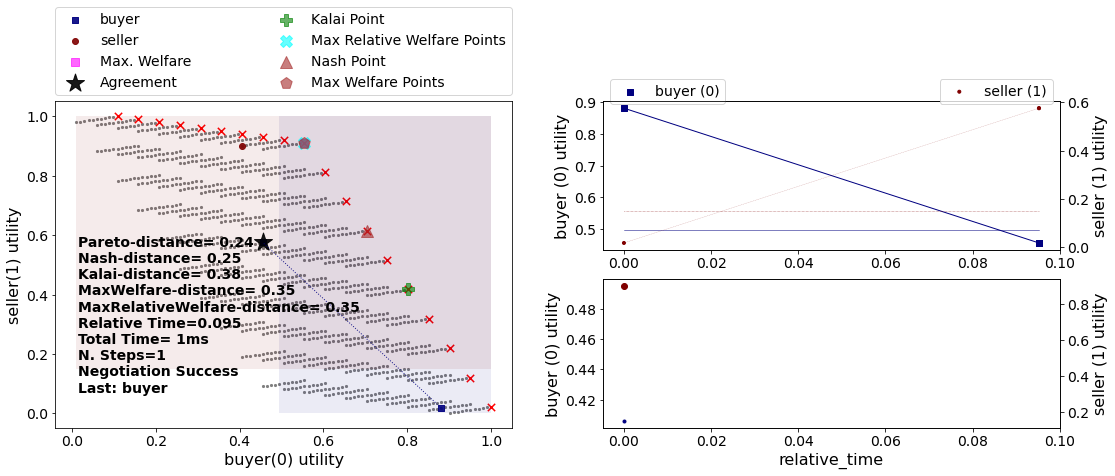 buyer
seller
Max. Welfare
Agreement
Kalai Point
Max Relative Welfare Points
Nash Point
Max Welfare Points
1.0
0.8
0.6
0.4
0.2
0.0
seller(1) utility
Pareto-distance= 0.24
Nash-distance= 0.25
Kalai-distance= 0.38
MaxWelfare-distance= 0.35
MaxRelativeWelfare-distance= 0.35
Relative Time=0.095
Total Time= 1ms
N. Steps=1
Negotiation Success
Last: buyer
0.0 0.2 0.4 0.6 0.8 1.0
buyer(0) utility
buyer (0)
seller (1)
0.9
0.8
0.7
0.6
0.5
buyer (0) utility
0.6
0.4
0.2
0.0
seller (1) utility
0.00 0.02 0.04 0.06 0.08 0.10
0.48
0.46
0.44
0.42
buyer (0) utility
0.8
0.6
0.4
0.2
seller (1) utility
0.00 0.02 0.04 0.06 0.08 0.10
relative_time